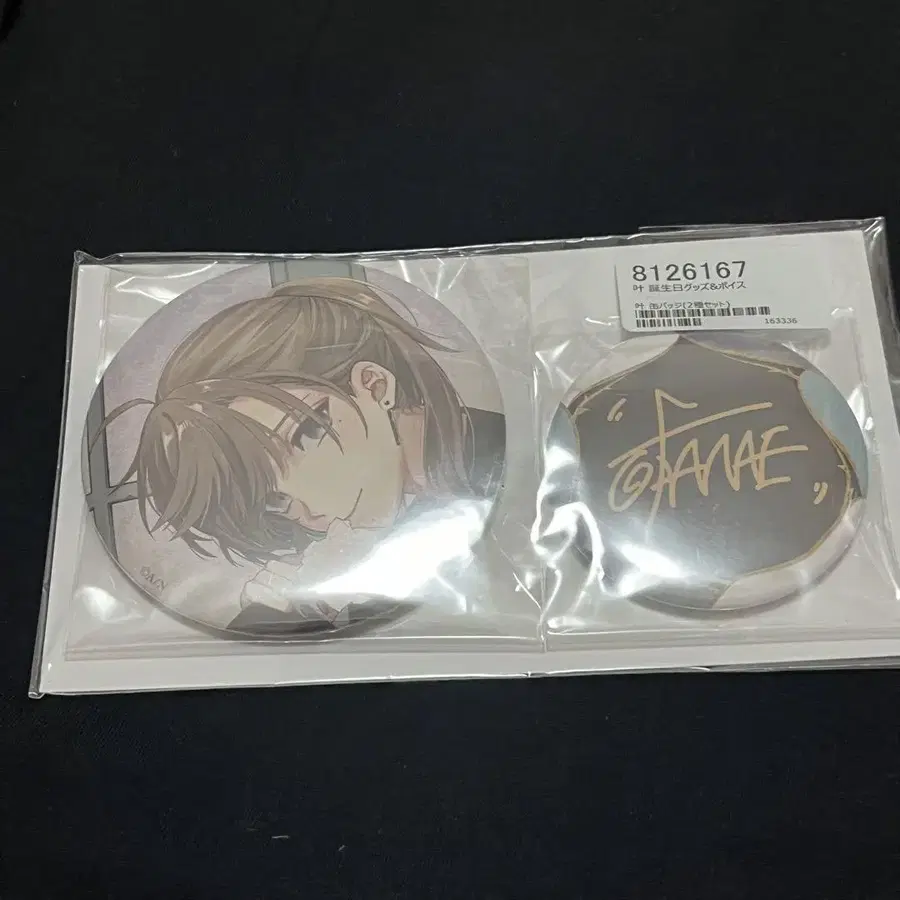 8126167
叶 誕生日グッズ&ボイス
叶 缶バッジ(2種セット)
163336
"KANAE"